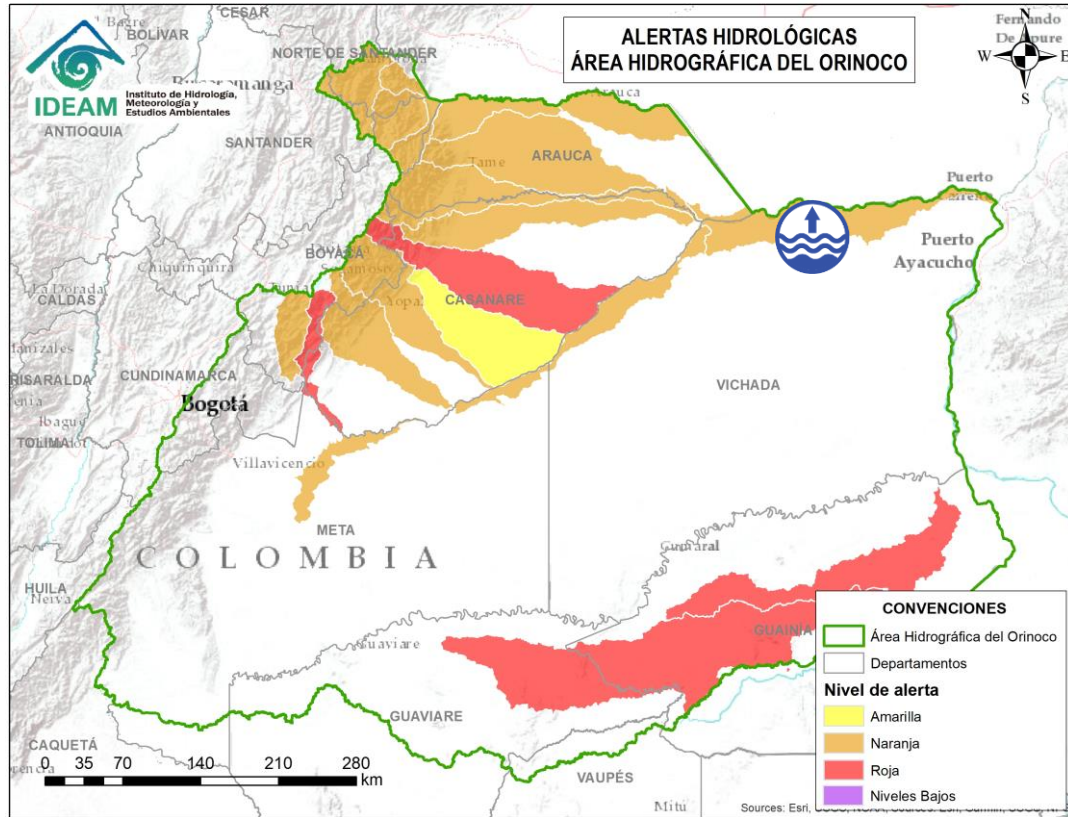 ALERTAS HIDROLÓGICAS
ÁREA HIDROGRÁFICA DEL ORINOCO
N
W
E
S
IDEAM
Instituto de Hidrología,
Meteorología y
Estudios Ambientales
CESAR
BOLÍVAR
NORTE DE SANTANDER
Fernando
De Apure
ANTIOQUIA
SANTANDER
Arauca
ARAUCA
Tame
Puerto
Puerto
Ayacucho
BOYACÁ
Chiquinquirá
Tunja
Yopal
CASANARE
La Dorada
CALDAS
Manizales
RISARALDA
CUNDINAMARCA
Bogotá
Ibagué
TOLIMA
VICHADA
Villavicencio
META
COLOMBIA
HUILA
Neiva
Cumaral
Guaviare
GUAINÍA
GUAVIARE
CAQUETÁ
VAUPÉS
Mitú
0 35 70 140 210 280
km
CONVENCIONES
Área Hidrográfica del Orinoco
Departamentos
Nivel de alerta
Amarilla
Naranja
Roja
Niveles Bajos
Sources: Esri,